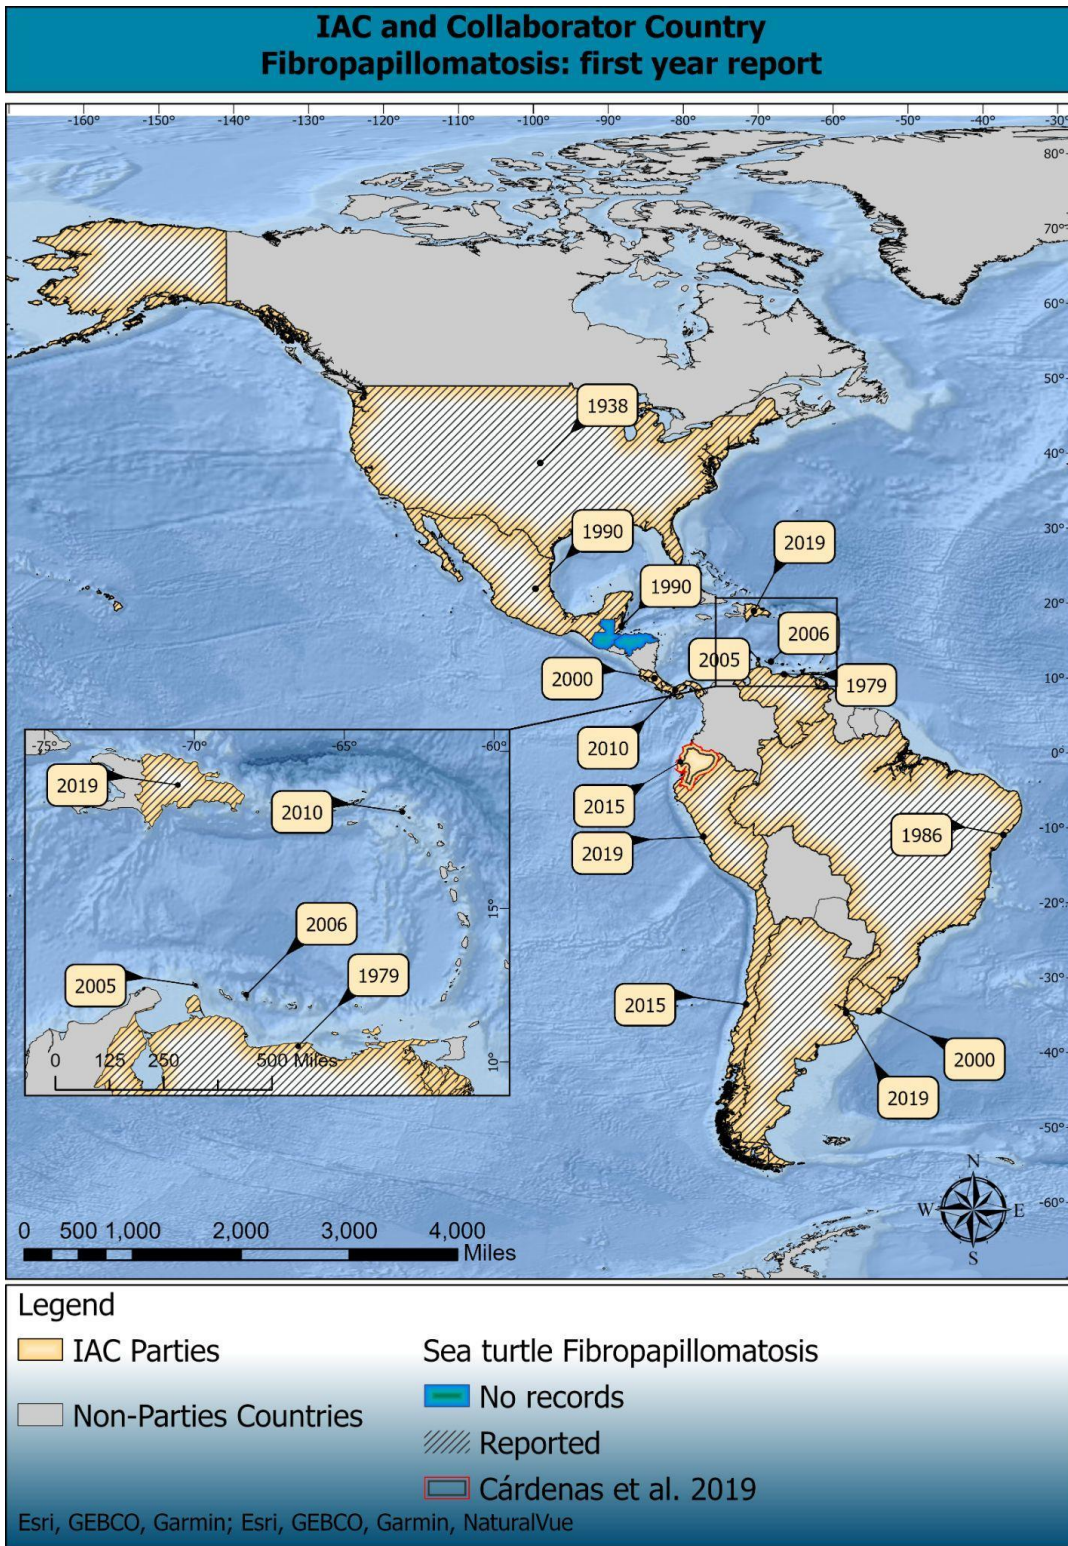 IAC and Collaborator Country
Fibropapillomatosis: first year report
-160° -150° -140° -130° -120° -110° -100° -90° -80° -70° -60° -50° -40° -30°
80°
70°
60°
50°
1938
40°
30°
1990
2019
1990
20°
2006
2005
2000
1979
10°
2010
0°
2015
1986
2019
-10°
-20°
-30°
2015
2000
-40°
2019
-50°
-60°
-75° -70° -65° -60°
2019
2010
15°
2006
2005
1979
10°
0 125 250 500 Miles
N
W E
S
0 500 1,000 2,000 3,000 4,000
Miles
Legend
IAC Parties
Non-Parties Countries
Sea turtle Fibropapillomatosis
No records
Reported
Cárdenas et al. 2019
Esri, GEBCO, Garmin; Esri, GEBCO, Garmin, NaturalVue